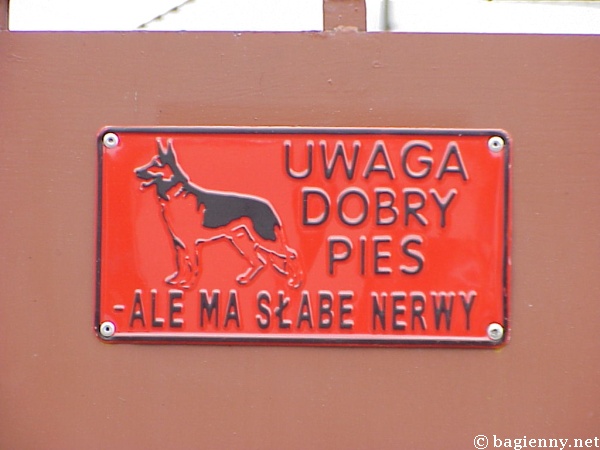 UWAGA
DOBRY
PIES
-ALE MA SŁABE NERWY
© bagienny.net